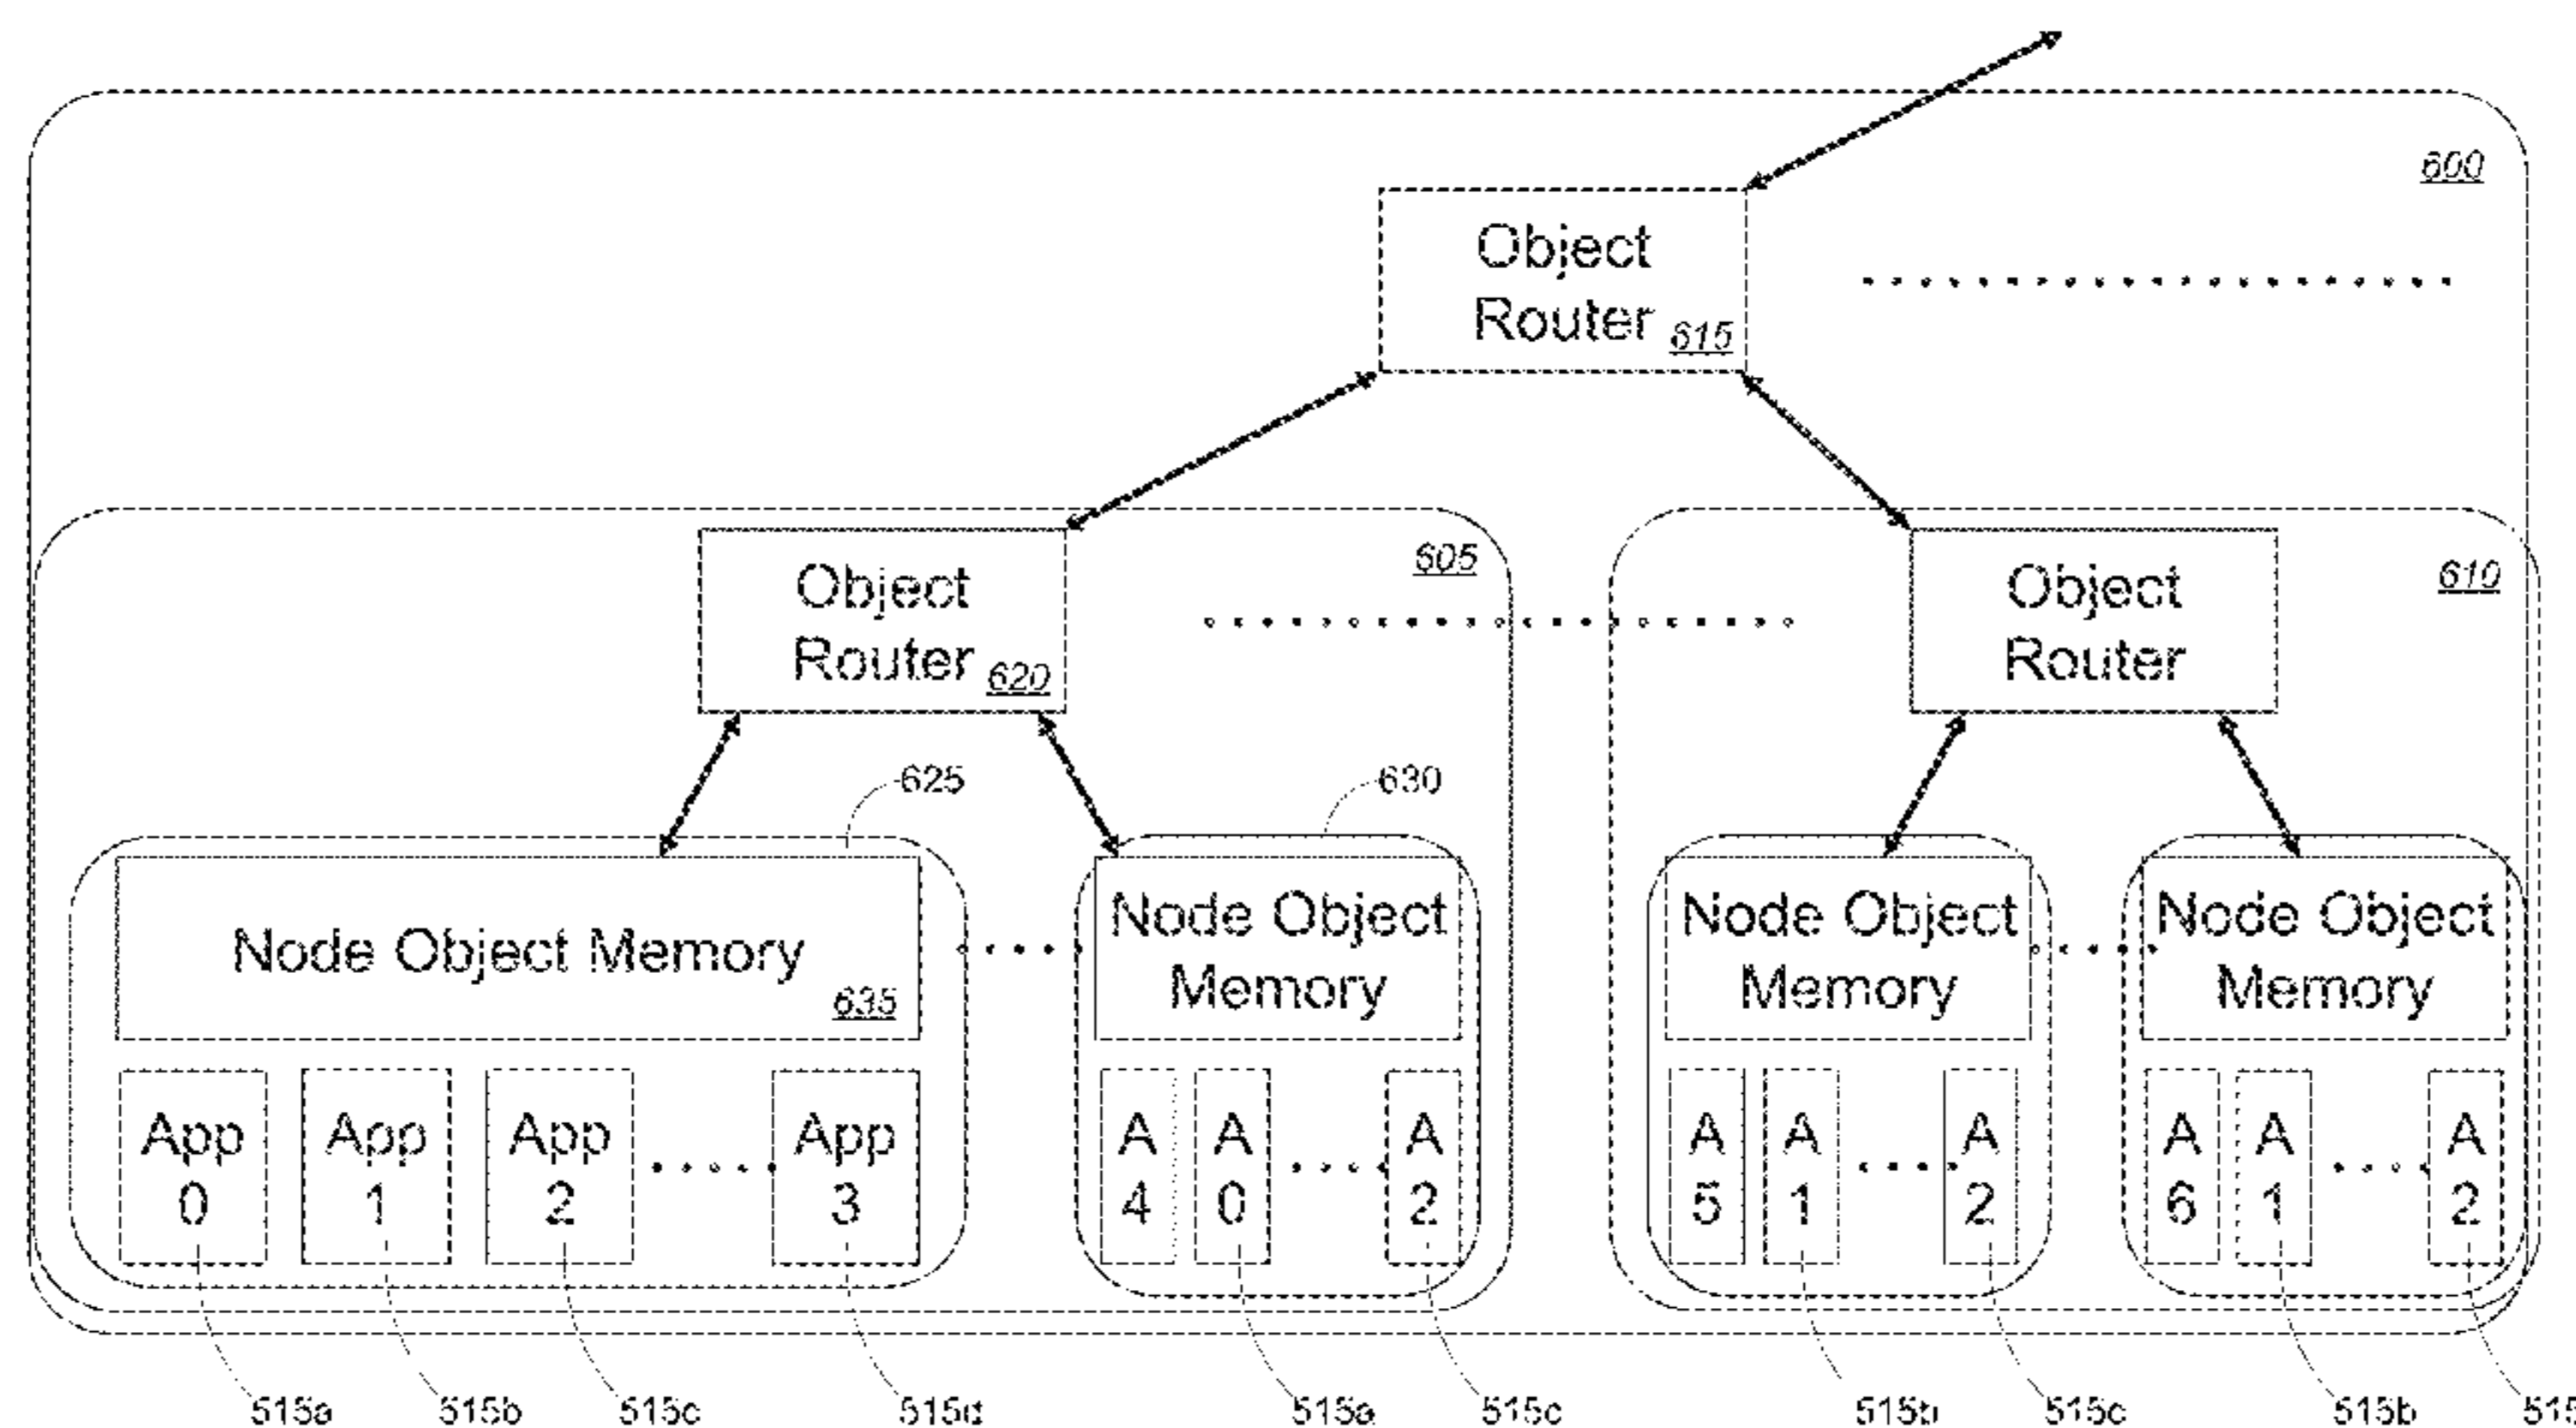 600
Object
Router 615
605
610
Object
Router 620
Object
Router
625
630
Node Object Memory
635
Node Object
Memory
Node Object
Memory
Node Object
Memory
App
0
App
1
App
2
App
3
A
4
A
0
A
2
A
5
A
1
A
2
A
6
A
1
A
2
515a
515b
515c
515d
515a
515c
515b
515c
515b